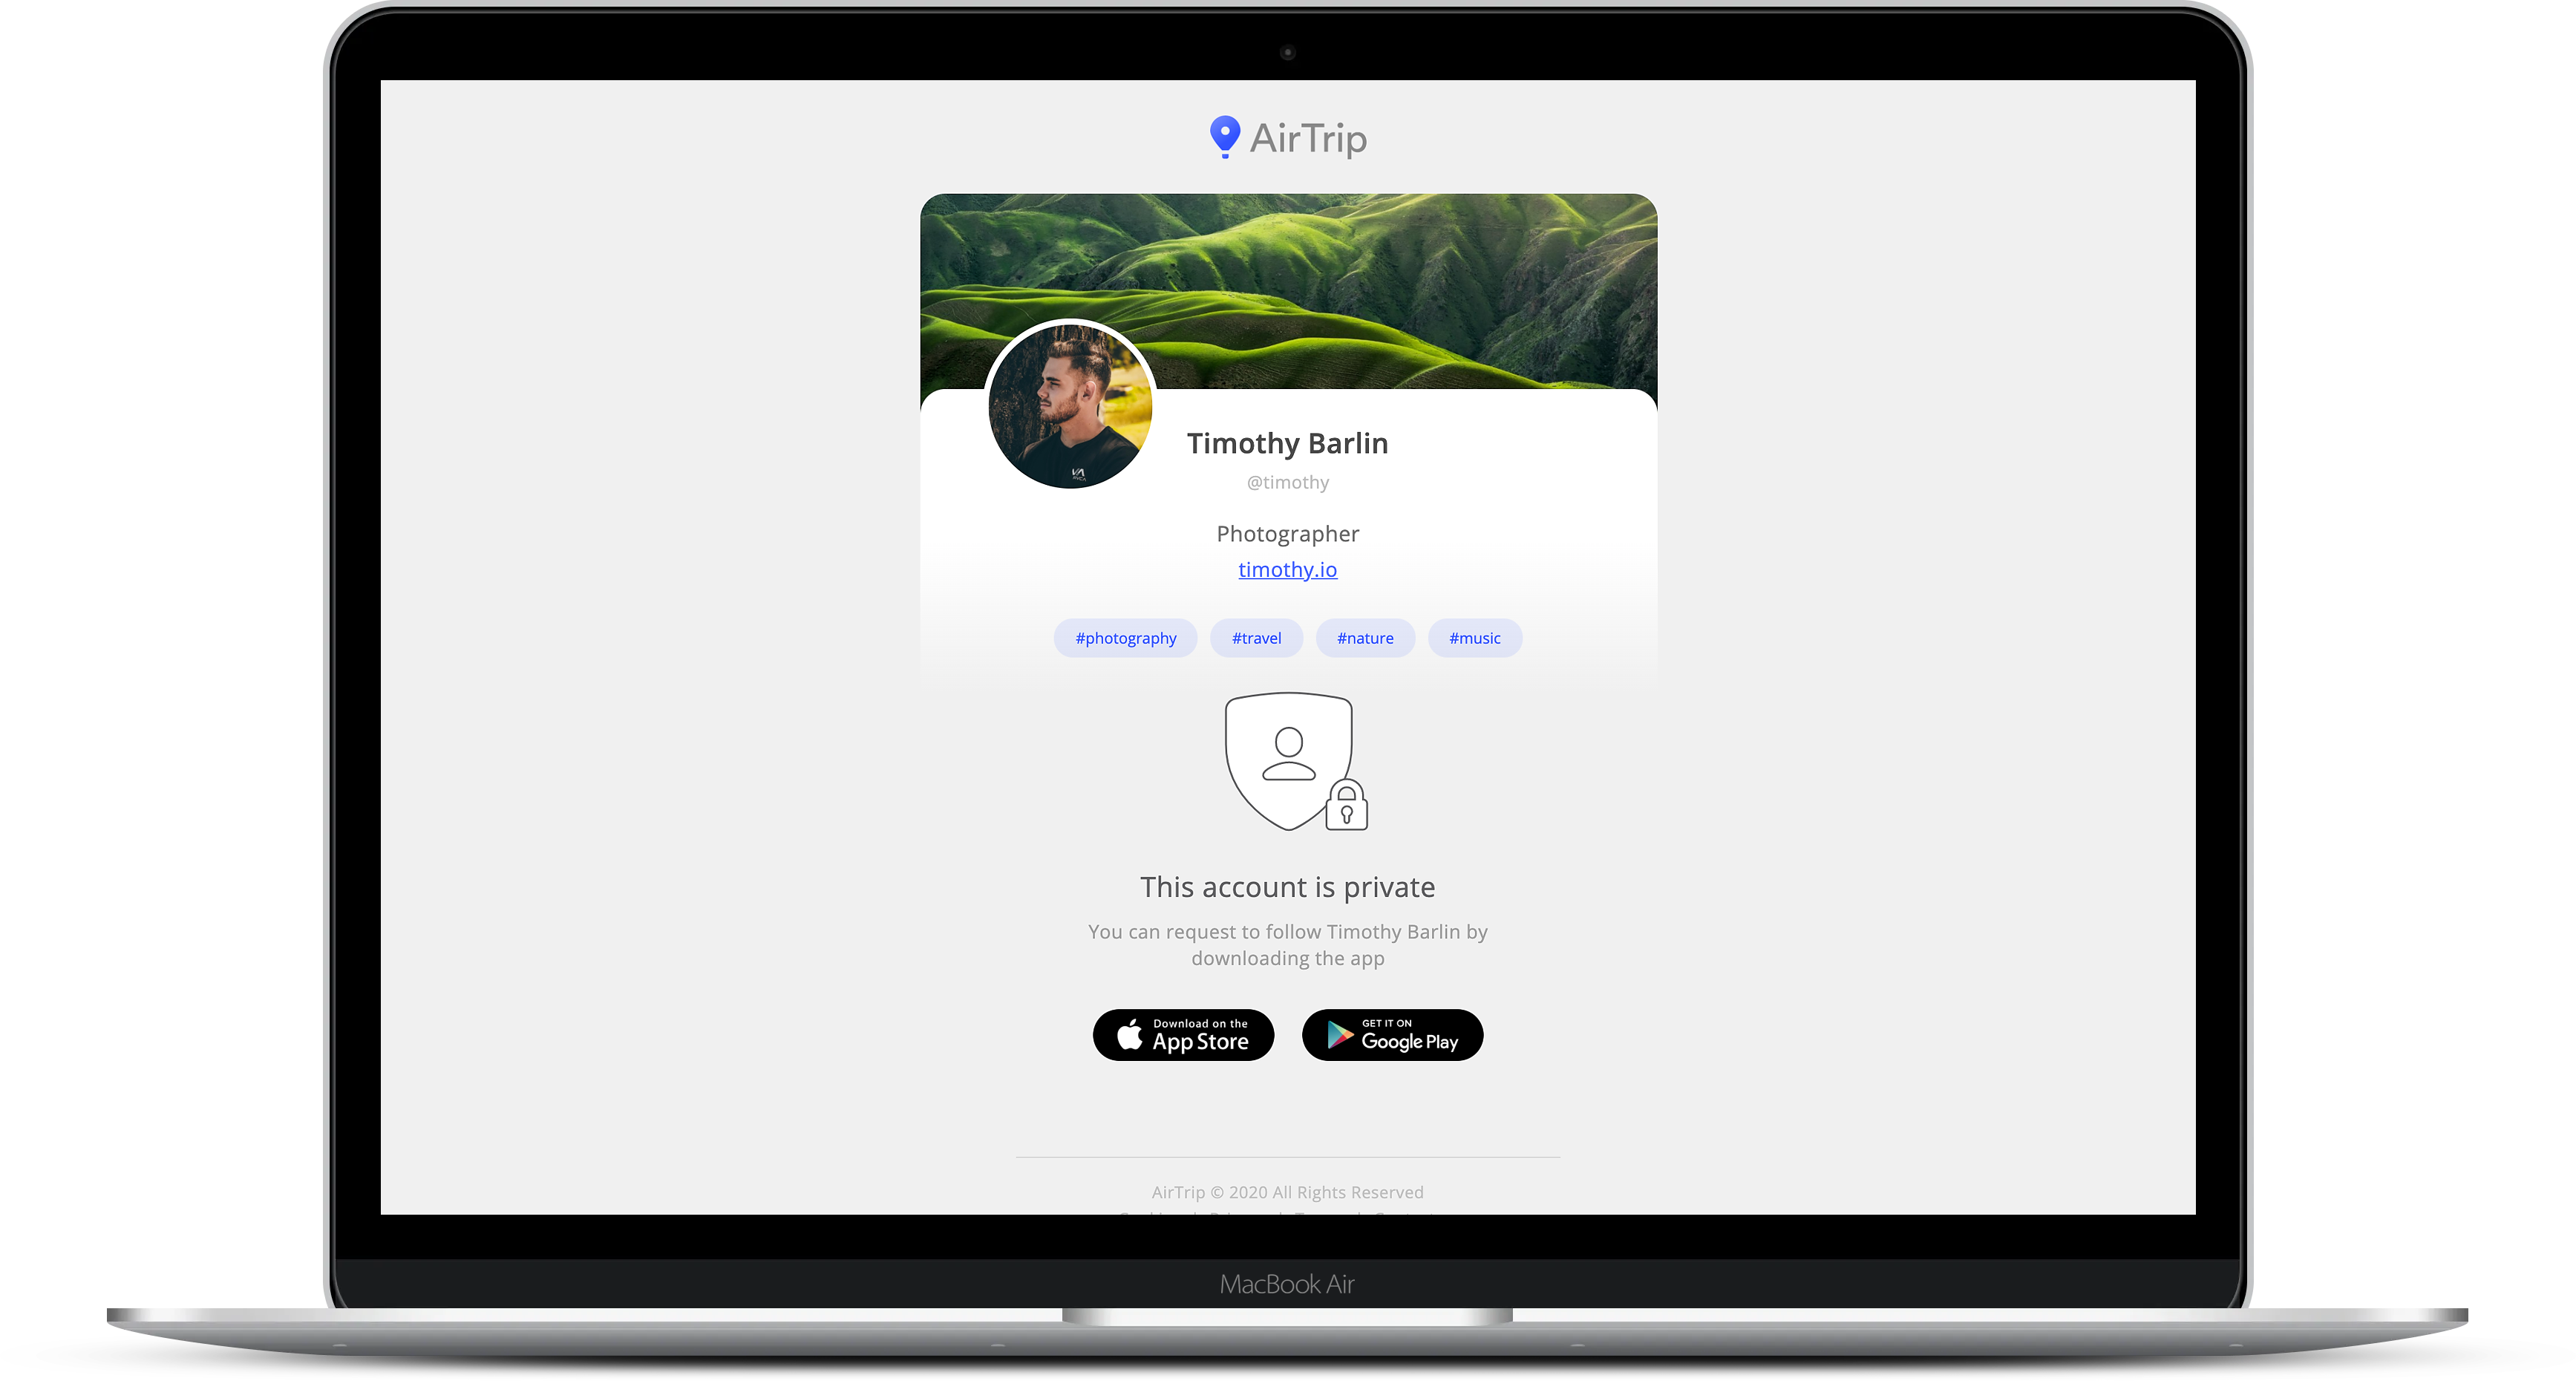 AirTrip
Timothy Barlin
@timothy
Photographer
timothy.io
#photography #travel #nature #music
This account is private
You can request to follow Timothy Barlin by
downloading the app
Download on the
App Store
GET IT ON
Google Play
AirTrip © 2020 All Rights Reserved
MacBook Air